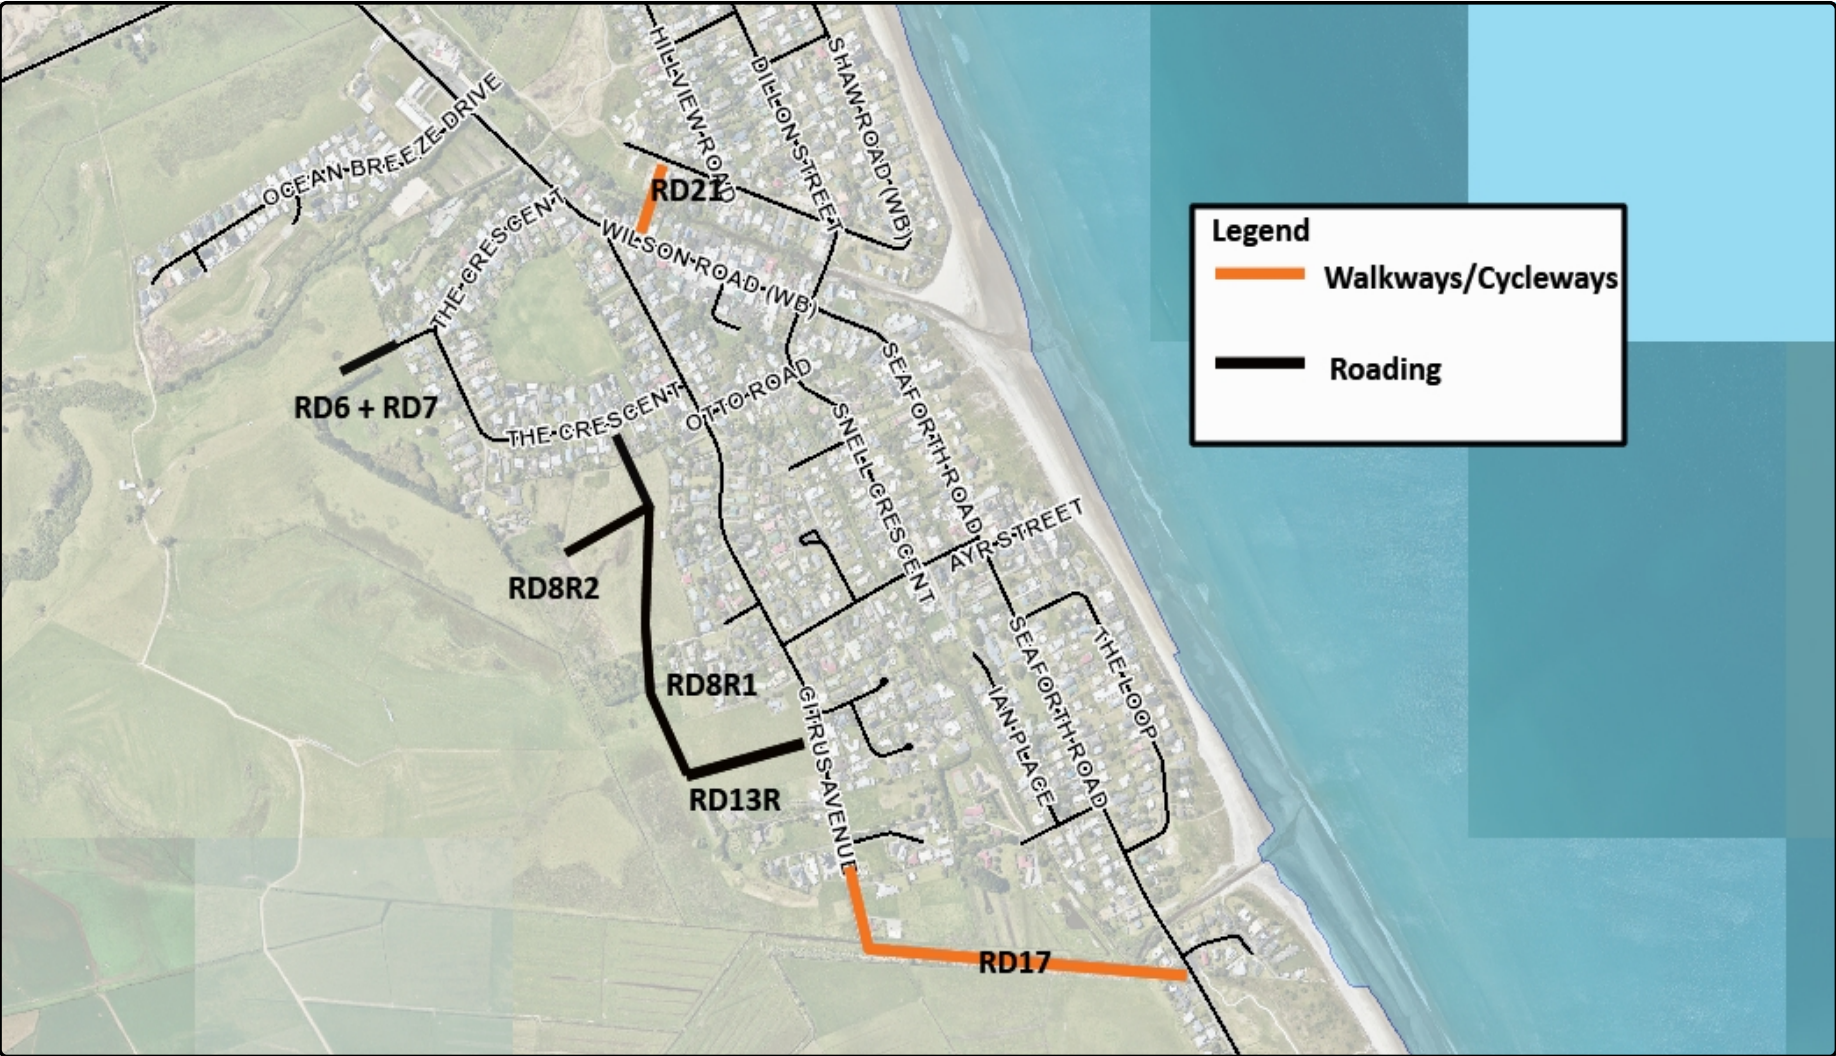 HILLVIEW ROAD
DILLON STREET
SHAW ROAD (WB)
OCEAN BREEZE DRIVE
RD21
THE CRESCENT
WILSON ROAD (WB)
Legend
Walkways/Cycleways
Roading
RD6 + RD7
THE CRESCENT
OTTO ROAD
SEAFORTH ROAD
SNELL CRESCENT
AYR STREET
RD8R2
RD8R1
CITRUS AVENUE
IAN PLACE
SEAFORTH ROAD
THE LOOP
RD13R
RD17